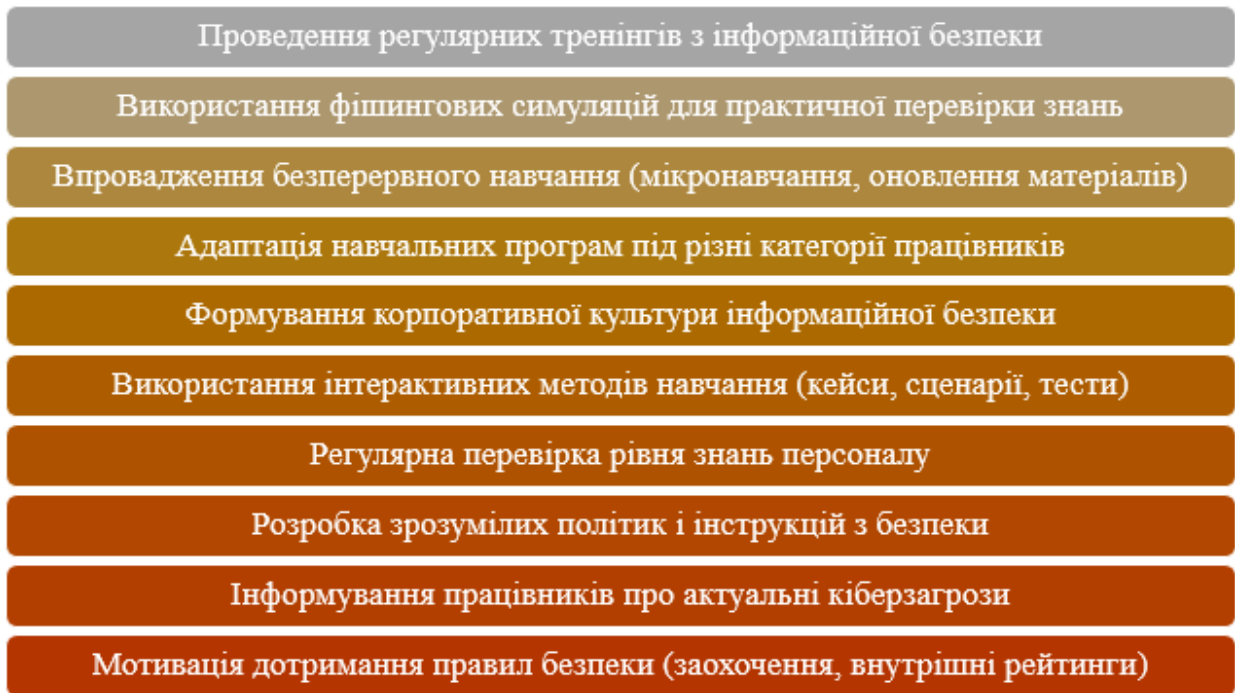 Проведення регулярних тренінгів з інформаційної безпеки
Використання фішингових симуляцій для практичної перевірки знань
Впровадження безперервного навчання (мікронавчання, оновлення матеріалів)
Адаптація навчальних програм під різні категорії працівників
Формування корпоративної культури інформаційної безпеки
Використання інтерактивних методів навчання (кейси, сценарії, тести)
Регулярна перевірка рівня знань персоналу
Розробка зрозумілих політик і інструкцій з безпеки
Інформування працівників про актуальні кіберзагрози
Мотивація дотримання правил безпеки (заохочення, внутрішні рейтинги)